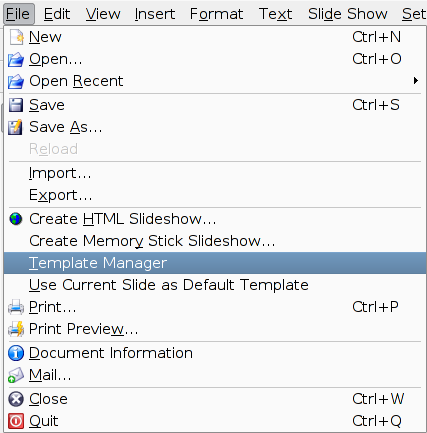 File Edit View Insert Format Text Slide Show Set
New Ctrl+N
Open... Ctrl+O
Open Recent
Save Ctrl+S
Save As...
Reload
Import...
Export...
Create HTML Slideshow...
Create Memory Stick Slideshow...
Template Manager
Use Current Slide as Default Template
Print... Ctrl+P
Print Preview...
Document Information
Mail...
Close Ctrl+W
Quit Ctrl+Q